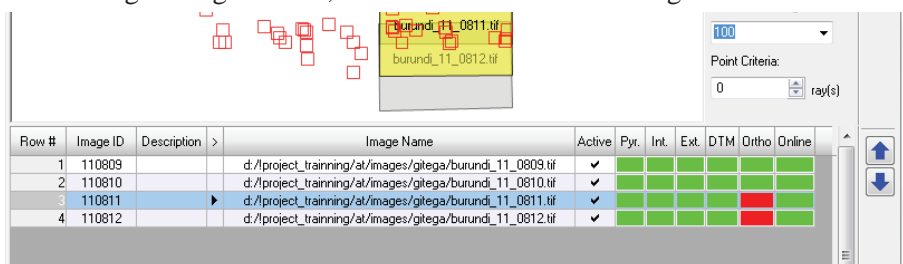 burundi_11_0811.tif
burundi_11_0812.tif
100
Point Criteria:
0 ray(s)
Row # Image ID Description > Image Name Active Pyr. Int. Ext. DTM Ortho Online
1 110809 d:/!project_trainning/at/images/gitega/burundi_11_0809.tif
2 110810 d:/!project_trainning/at/images/gitega/burundi_11_0810.tif
3 110811 d:/!project_trainning/at/images/gitega/burundi_11_0811.tif
4 110812 d:/!project_trainning/at/images/gitega/burundi_11_0812.tif